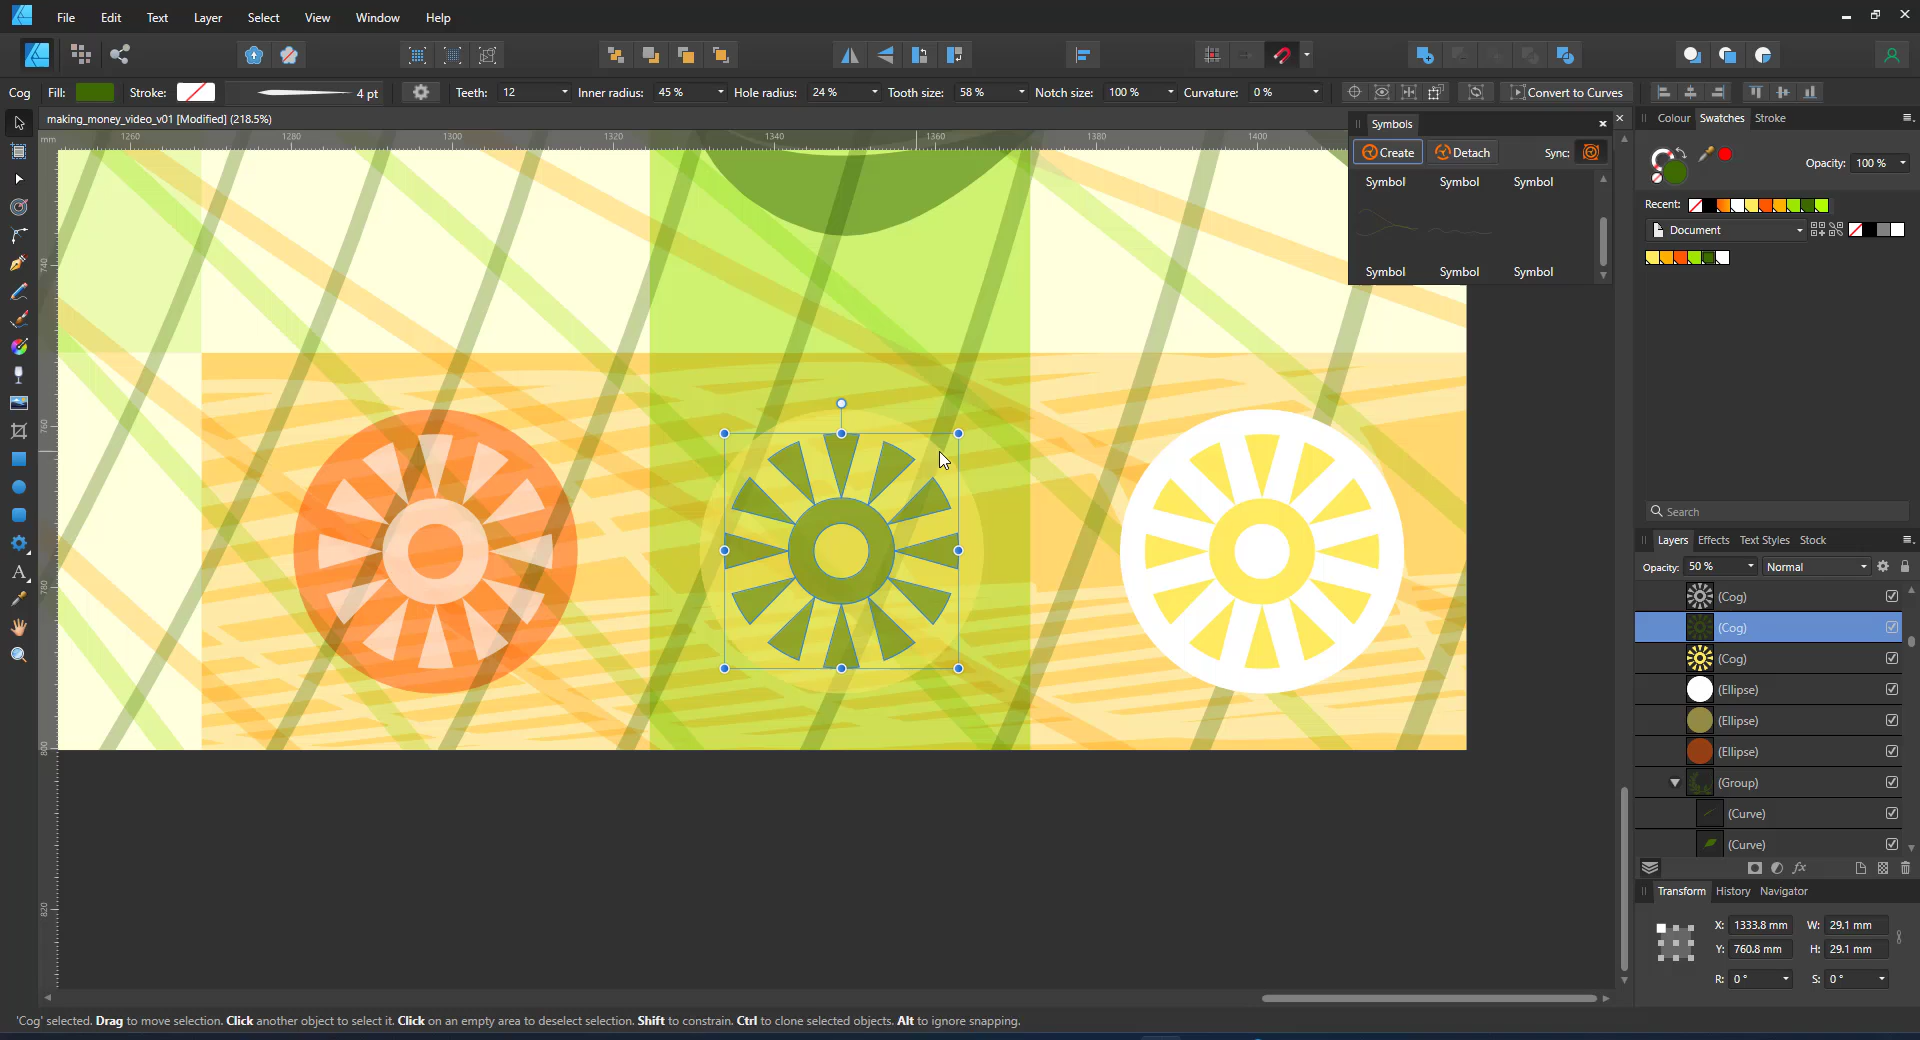 File Edit Text Layer Select View Window Help
Cog Fill: Stroke: 4 pt Teeth: 12 Inner radius: 45 % Hole radius: 24 % Tooth size: 58 % Notch size: 100 % Curvature: 0 % Convert to Curves
making_money_video_v01 [Modified] (218.5%)
mm 1260 1280 1300 1320 1340 1360 1380 1400
740
760
780
800
820
Symbols
Create Detach Sync:
Symbol Symbol Symbol
Symbol Symbol Symbol
Colour Swatches Stroke
Opacity: 100 %
Recent:
Document
Search
Layers Effects Text Styles Stock
Opacity: 50 % Normal
(Cog)
(Cog)
(Cog)
(Ellipse)
(Ellipse)
(Ellipse)
(Group)
(Curve)
(Curve)
Transform History Navigator
X: 1333.8 mm W: 29.1 mm
Y: 760.8 mm H: 29.1 mm
R: 0 ° S: 0 °
'Cog' selected. Drag to move selection. Click another object to select it. Click on an empty area to deselect selection. Shift to constrain. Ctrl to clone selected objects. Alt to ignore snapping.